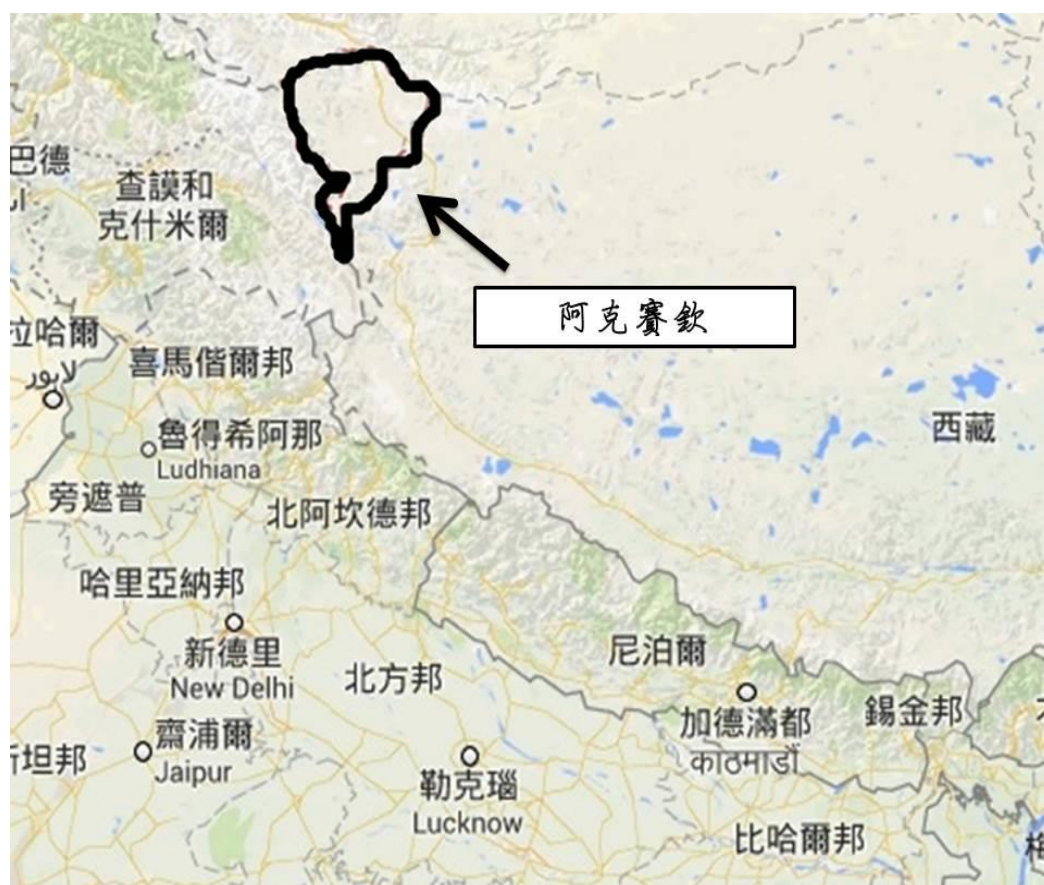 巴德
查謨和
克什米爾
阿克賽欽
拉哈爾
لاہور
喜馬偕爾邦
西藏
魯得希阿那
Ludhiana
旁遮普
北阿坎德邦
哈里亞納邦
新德里
New Delhi
北方邦
尼泊爾
加德滿都
काठमाडौं
錫金邦
坦邦
齋浦爾
Jaipur
勒克瑙
Lucknow
比哈爾邦
梅